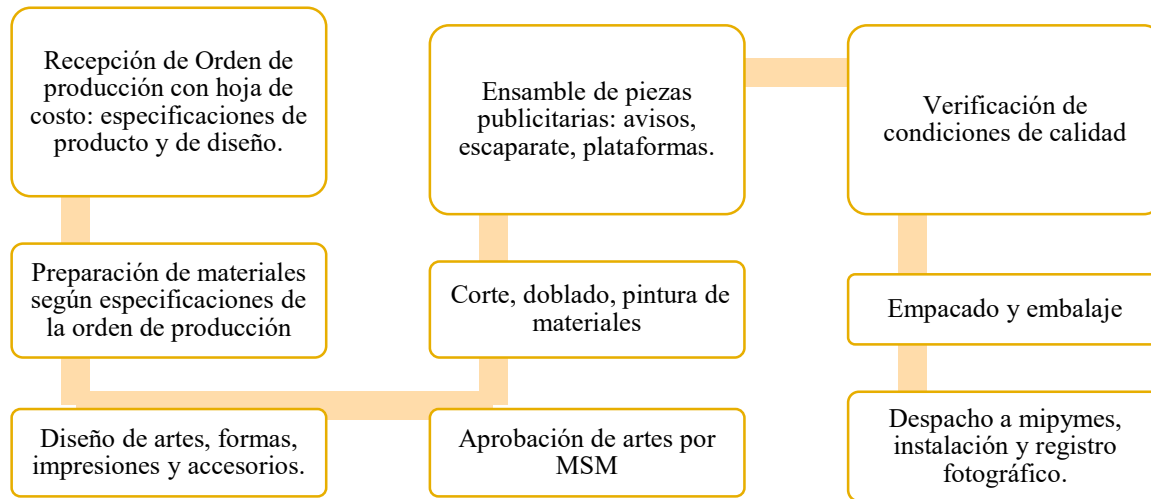 Recepción de Orden de
producción con hoja de
costo: especificaciones de
producto y de diseño.
Preparación de materiales
según especificaciones de
la orden de producción
Diseño de artes, formas,
impresiones y accesorios.
Aprobación de artes por
MSM
Corte, doblado, pintura de
materiales
Ensamble de piezas
publicitarias: avisos,
escaparate, plataformas.
Verificación de
condiciones de calidad
Empacado y embalaje
Despacho a mipymes,
instalación y registro
fotográfico.